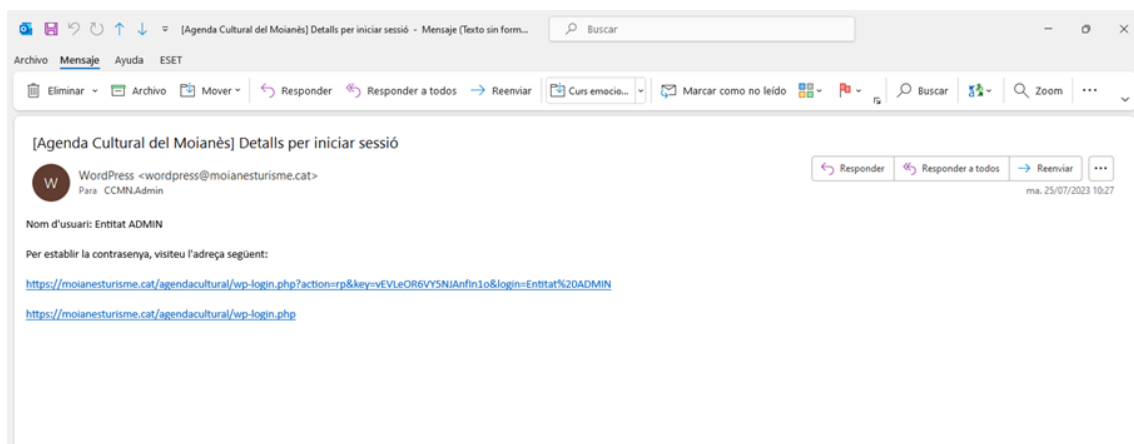 [Agenda Cultural del Moianès] Detalls per iniciar sessió - Mensaje (Texto sin form...
Buscar
Archivo Mensaje Ayuda ESET
Eliminar Archivo Mover Responder Responder a todos Reenviar Curs emocio... Marcar como no leído Buscar Zoom ...
[Agenda Cultural del Moianès] Detalls per iniciar sessió
W
WordPress <wordpress@moianesturisme.cat>
Para CCMN.Admin
Responder Responder a todos Reenviar ...
ma. 25/07/2023 10:27
Nom d'usuari: Entitat ADMIN
Per establir la contrasenya, visiteu l'adreça següent:
https://moianesturisme.cat/agendacultural/wp-login.php?action=rp&key=vEVLeOR6VY5NJAnfIn1o&login=Entitat%20ADMIN
https://moianesturisme.cat/agendacultural/wp-login.php